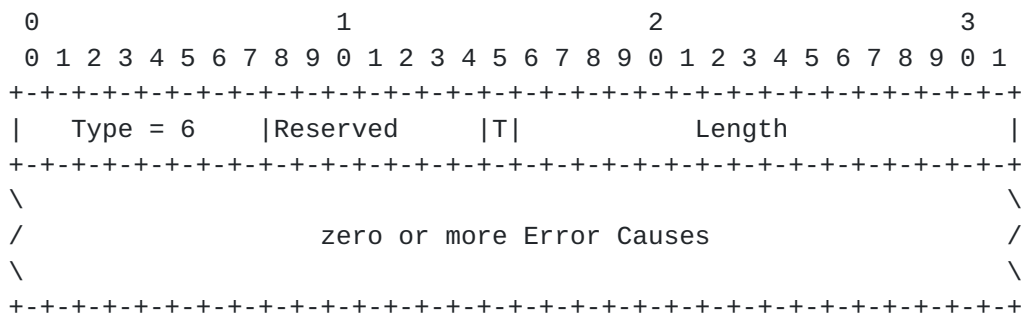 0                   1                   2                   3
 0 1 2 3 4 5 6 7 8 9 0 1 2 3 4 5 6 7 8 9 0 1 2 3 4 5 6 7 8 9 0 1
+-+-+-+-+-+-+-+-+-+-+-+-+-+-+-+-+-+-+-+-+-+-+-+-+-+-+-+-+-+-+-+-+
|   Type = 6    |Reserved     |T|           Length              |
+-+-+-+-+-+-+-+-+-+-+-+-+-+-+-+-+-+-+-+-+-+-+-+-+-+-+-+-+-+-+-+-+
\                                                               \
/                   zero or more Error Causes                   /
\                                                               \
+-+-+-+-+-+-+-+-+-+-+-+-+-+-+-+-+-+-+-+-+-+-+-+-+-+-+-+-+-+-+-+-+